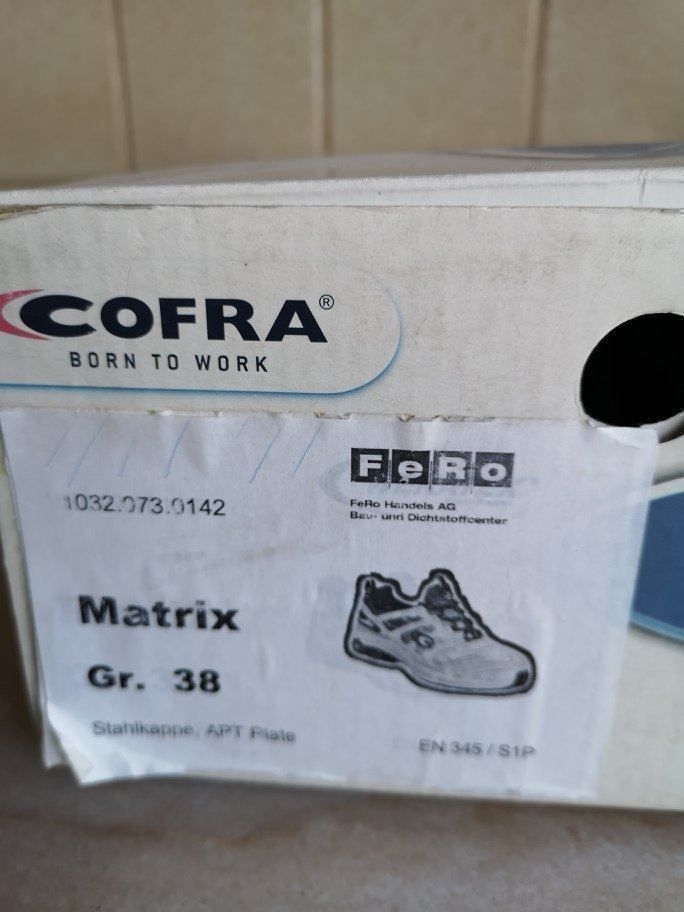 COFRA®
BORN TO WORK
FeRo
1032.073.0142
FeRo Handels AG
Bau- und Dichtstoffcenter
Matrix
Gr. 38
Stahlkappe, APT Plate
EN 345 / S1P